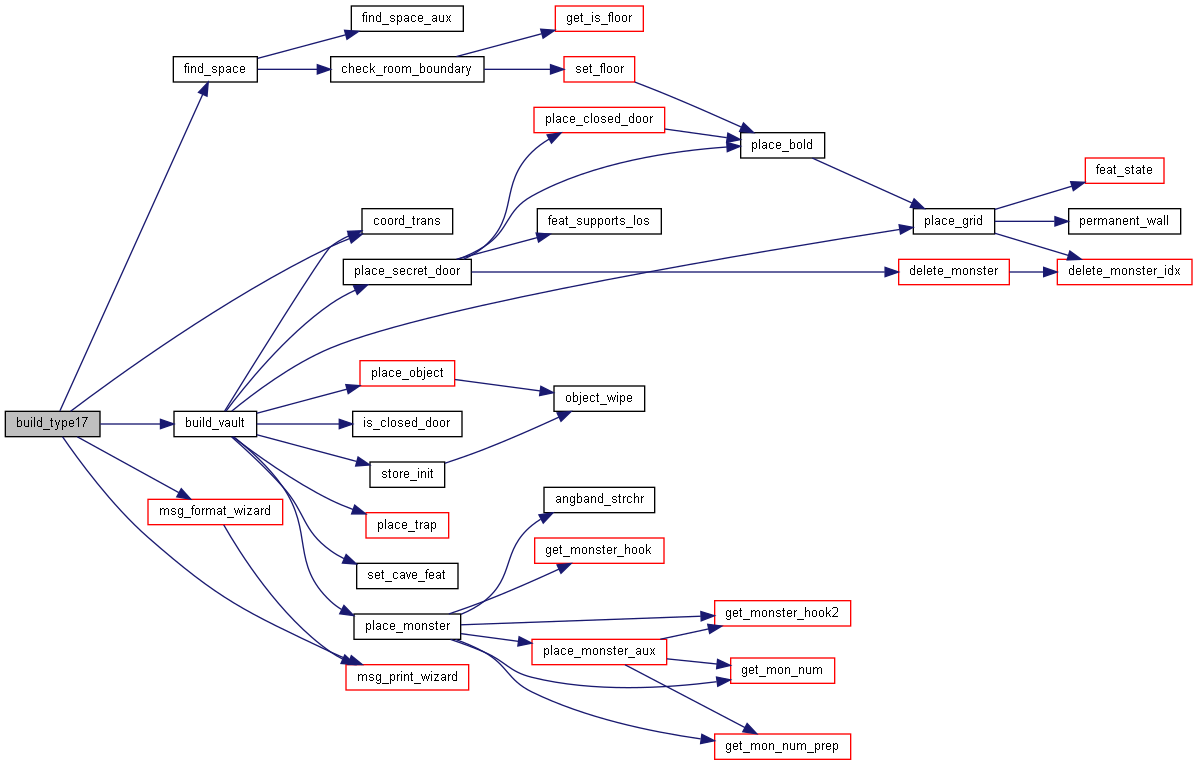 find_space_aux
get_is_floor
find_space
check_room_boundary
set_floor
place_closed_door
place_bold
feat_state
coord_trans
feat_supports_los
place_grid
permanent_wall
place_secret_door
delete_monster
delete_monster_idx
place_object
object_wipe
build_type17
build_vault
is_closed_door
store_init
angband_strchr
msg_format_wizard
place_trap
get_monster_hook
set_cave_feat
get_monster_hook2
place_monster
place_monster_aux
get_mon_num
msg_print_wizard
get_mon_num_prep